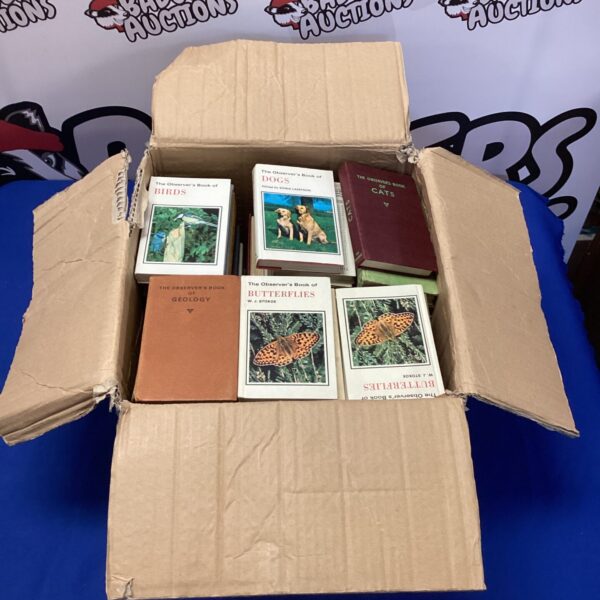 AUCTIONS
AUCTIONS
AUCTIONS
The Observer's Book of
BIRDS
The Observer's Book of
DOGS
THE OBSERVER'S BOOK OF
CATS
THE OBSERVER'S BOOK OF
GEOLOGY
The Observer's Book of
BUTTERFLIES
W. J. STOKOE
The Observer's Book of
BUTTERFLIES
W. J. STOKOE